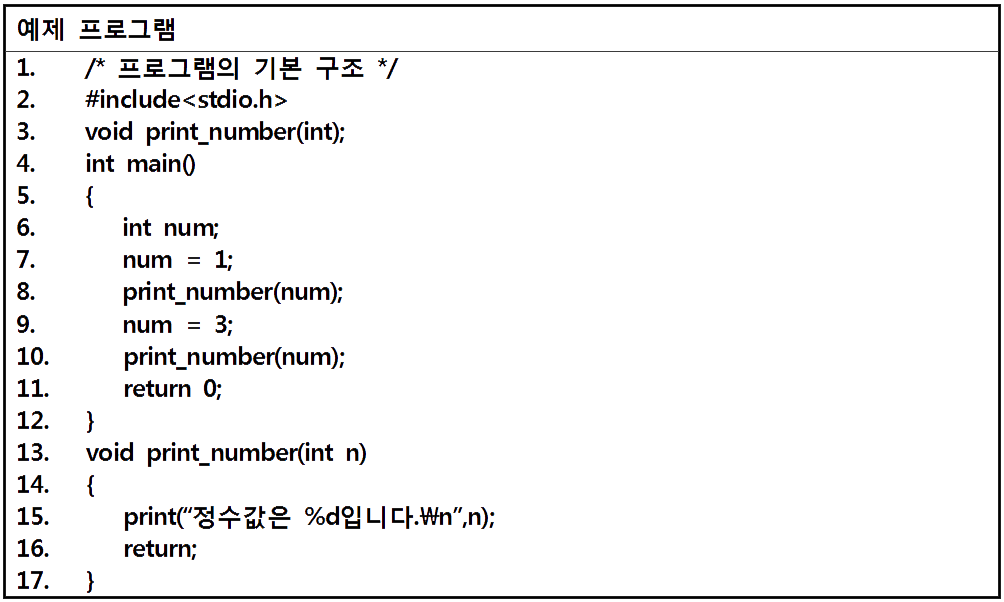 예제 프로그램
1. /* 프로그램의 기본 구조 */
2. #include<stdio.h>
3. void print_number(int);
4. int main()
5. {
6. int num;
7. num = 1;
8. print_number(num);
9. num = 3;
10. print_number(num);
11. return 0;
12. }
13. void print_number(int n)
14. {
15. print(“정수값은 %d입니다.₩n”,n);
16. return;
17. }